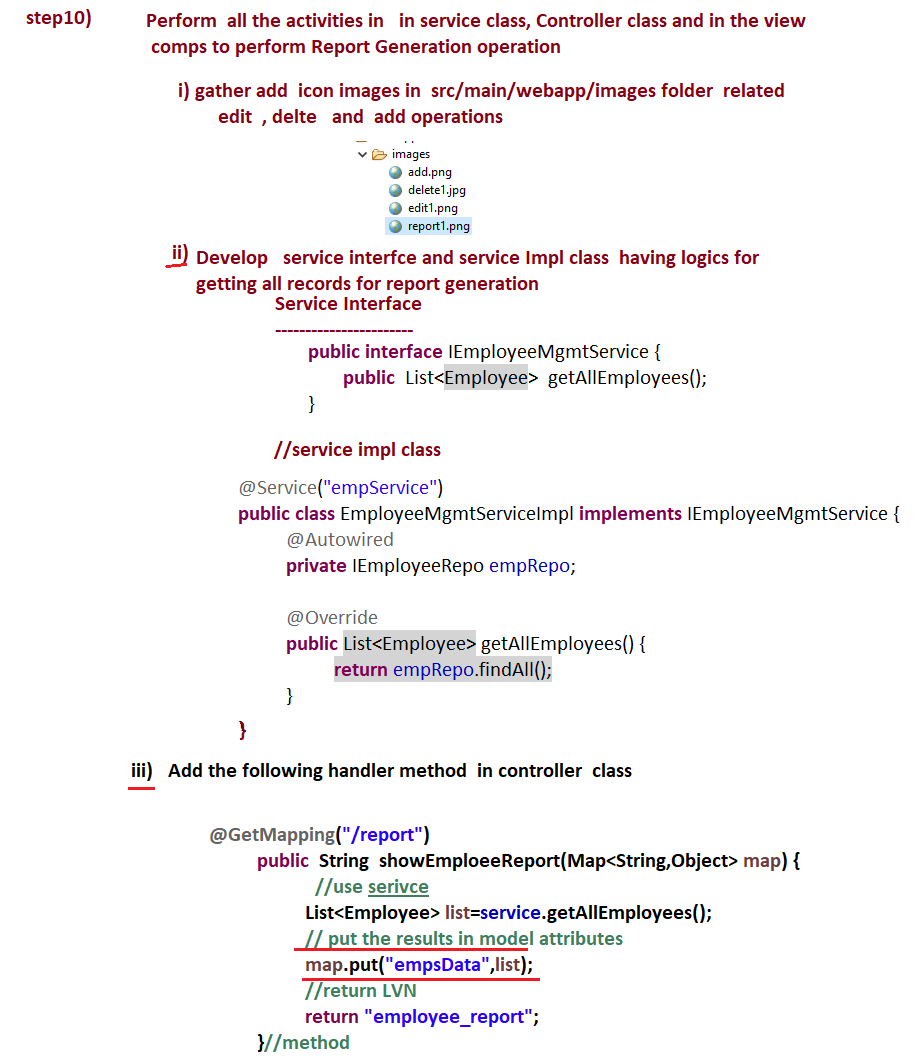 step10) Perform all the activities in in service class, Controller class and in the view
comps to perform Report Generation operation
i) gather add icon images in src/main/webapp/images folder related
edit , delte and add operations
images
add.png
delete1.jpg
edit1.png
report1.png
ii) Develop service interfce and service Impl class having logics for
getting all records for report generation
Service Interface
-----------------------
public interface IEmployeeMgmtService {
public List<Employee> getAllEmployees();
}
//service impl class
@Service("empService")
public class EmployeeMgmtServiceImpl implements IEmployeeMgmtService {
@Autowired
private IEmployeeRepo empRepo;
@Override
public List<Employee> getAllEmployees() {
return empRepo.findAll();
}
}
iii) Add the following handler method in controller class
@GetMapping("/report")
public String showEmploeeReport(Map<String,Object> map) {
//use serivce
List<Employee> list=service.getAllEmployees();
// put the results in model attributes
map.put("empsData",list);
//return LVN
return "employee_report";
}//method